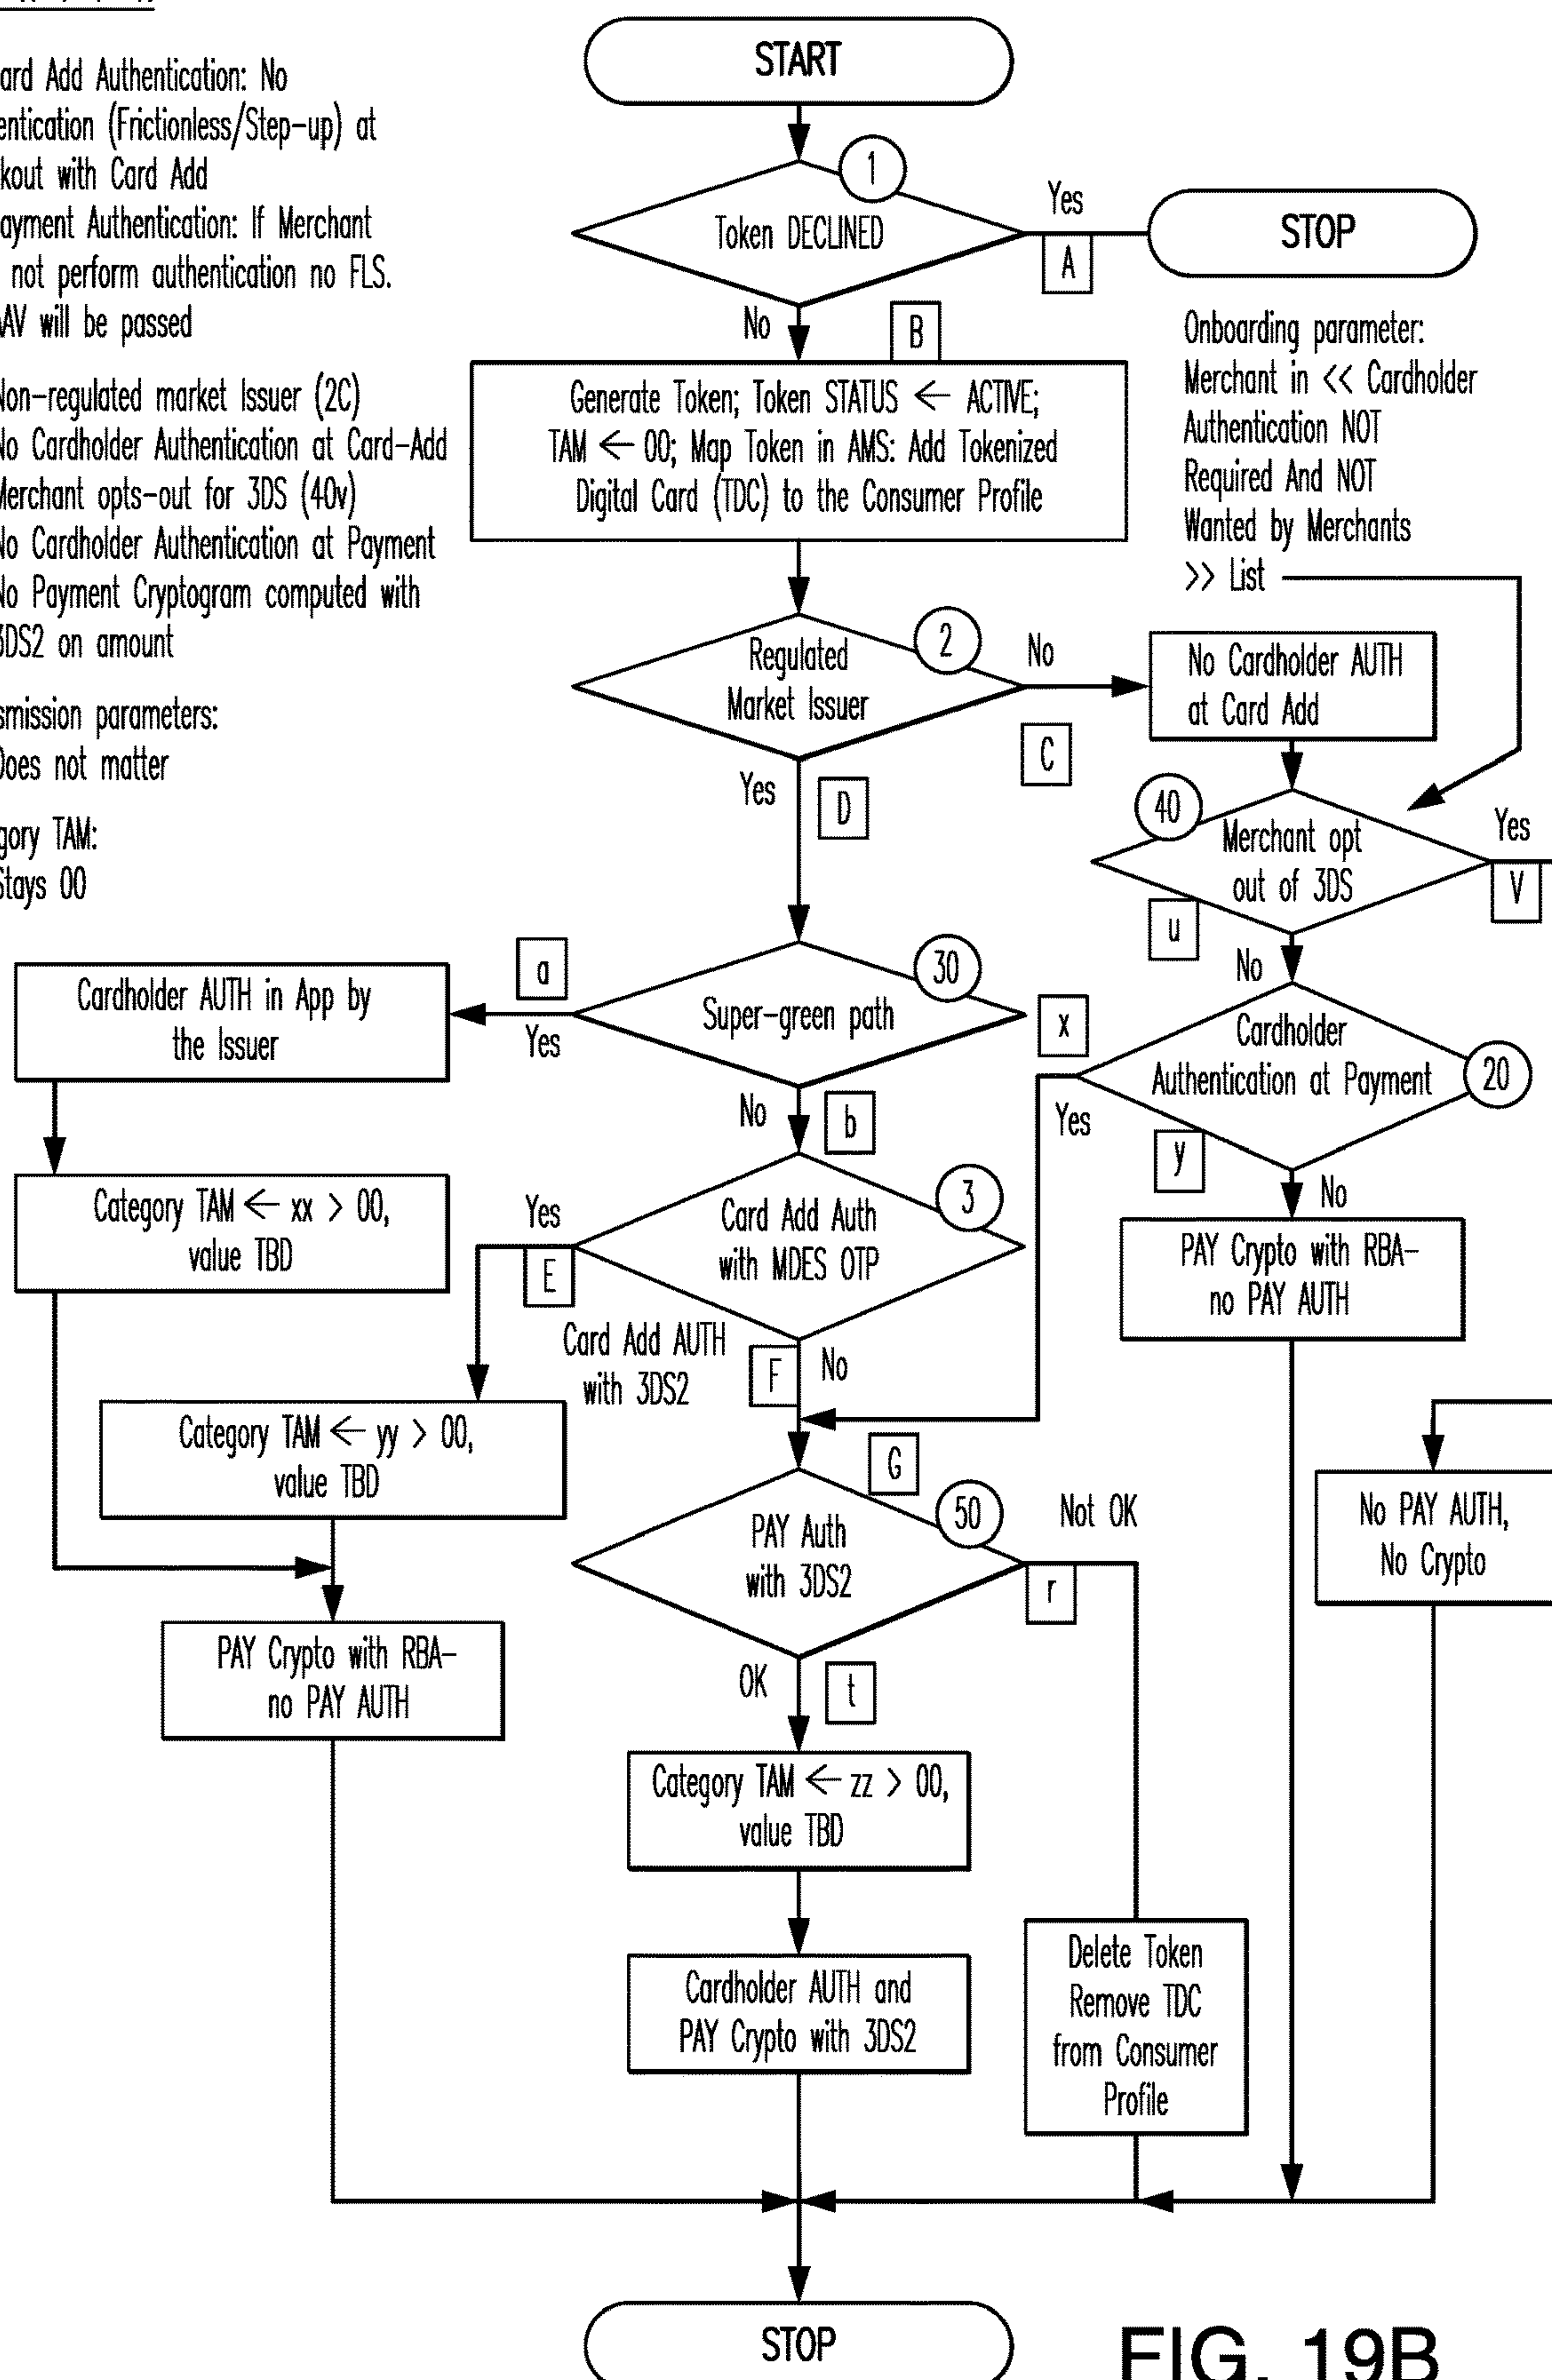 START
1
Token DECLINED
Yes
A
STOP
No
B
ard Add Authentication: No
entication (Frictionless/Step-up) at
kout with Card Add
ayment Authentication: If Merchant
not perform authentication no FLS.
AV will be passed
Non-regulated market Issuer (2C)
No Cardholder Authentication at Card-Add
Merchant opts-out for 3DS (40v)
No Cardholder Authentication at Payment
No Payment Cryptogram computed with
3DS2 on amount
smission parameters:
Does not matter
gory TAM:
Stays 00
Generate Token; Token STATUS ← ACTIVE;
TAM ← 00; Map Token in AMS: Add Tokenized
Digital Card (TDC) to the Consumer Profile
Onboarding parameter:
Merchant in << Cardholder
Authentication NOT
Required And NOT
Wanted by Merchants
>> List
2
Regulated
Market Issuer
No
C
Yes
D
No Cardholder AUTH
at Card Add
40
Merchant opt
out of 3DS
Yes
V
u
No
30
Super-green path
a
Yes
No
b
Cardholder AUTH in App by
the Issuer
x
Cardholder
Authentication at Payment
20
Yes
y
No
Category TAM ← xx > 00,
value TBD
3
Card Add Auth
with MDES OTP
Yes
E
Card Add AUTH
with 3DS2
F
No
PAY Crypto with RBA-
no PAY AUTH
Category TAM ← yy > 00,
value TBD
G
50
PAY Auth
with 3DS2
Not OK
r
No PAY AUTH,
No Crypto
OK
t
PAY Crypto with RBA-
no PAY AUTH
Category TAM ← zz > 00,
value TBD
Cardholder AUTH and
PAY Crypto with 3DS2
Delete Token
Remove TDC
from Consumer
Profile
STOP
FIG. 19B